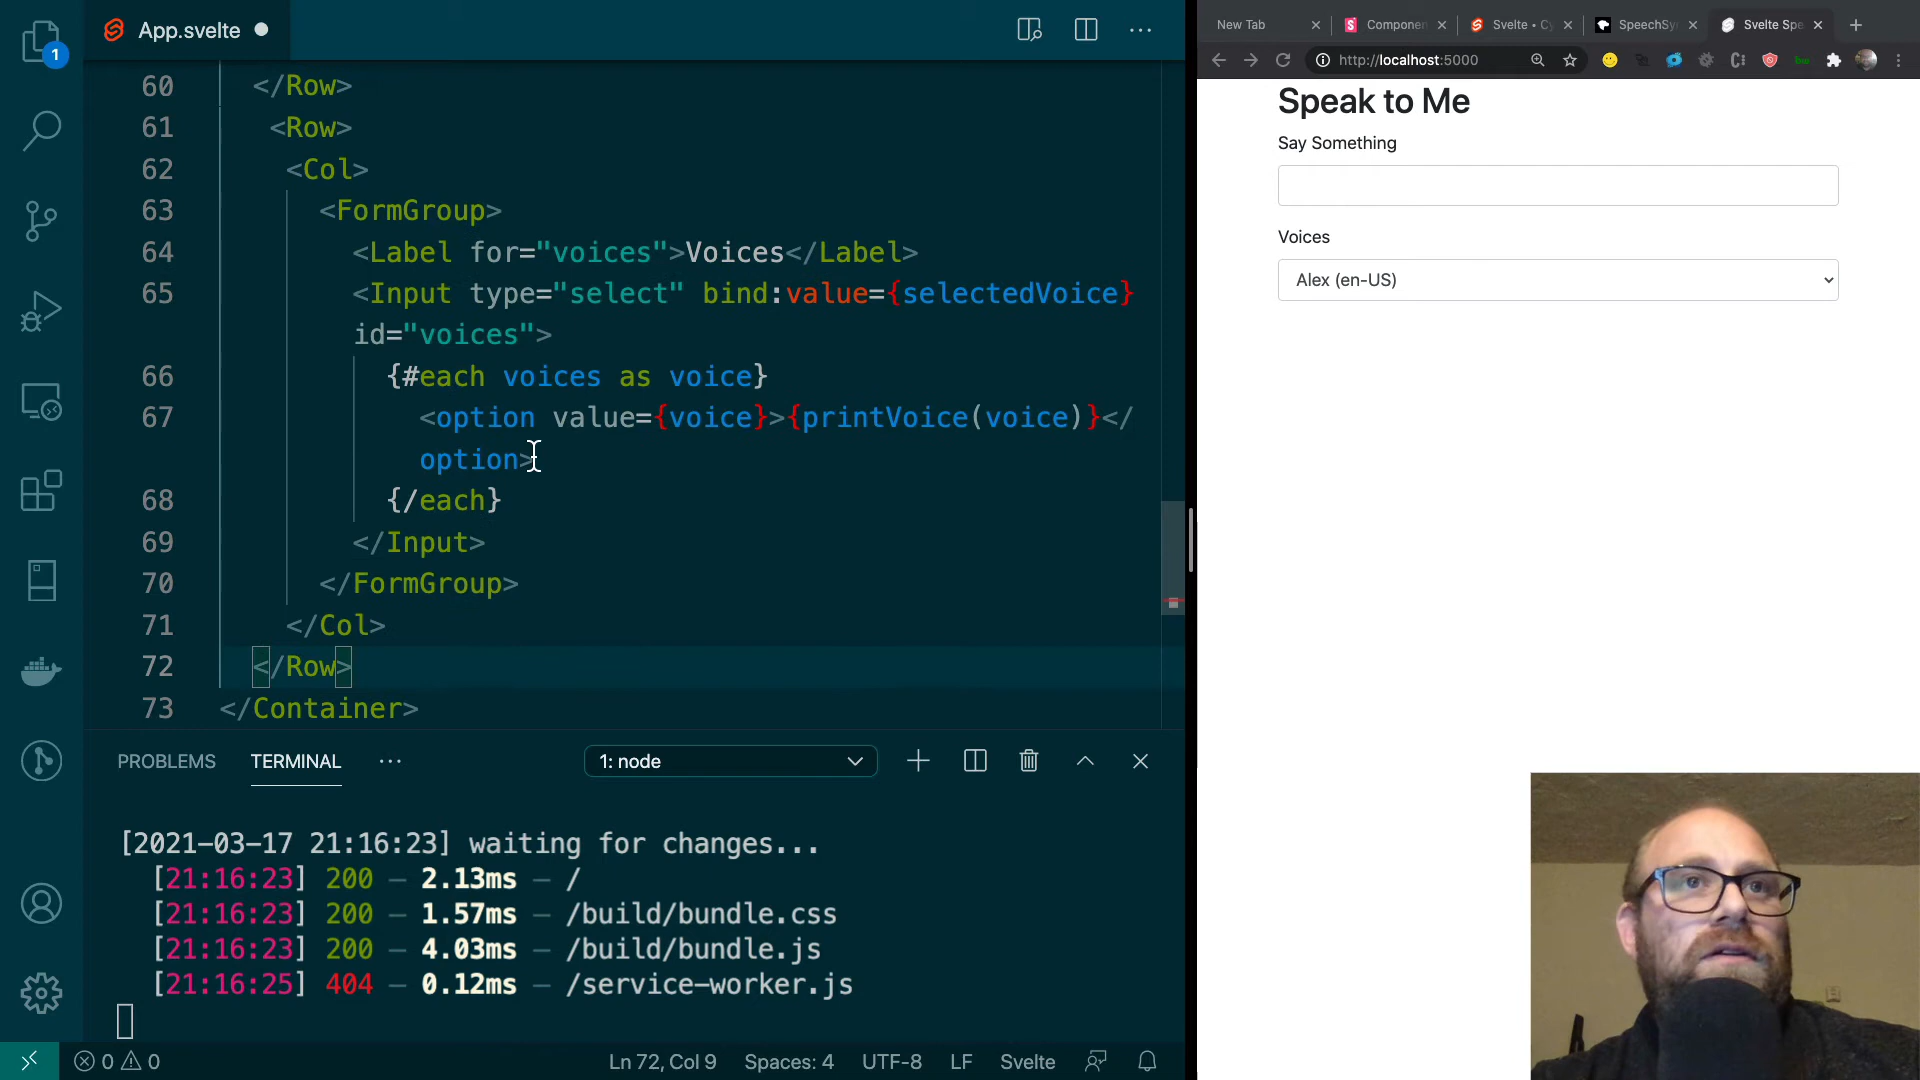 App.svelte
1
60 </Row>
61 <Row>
62 <Col>
63 <FormGroup>
64 <Label for="voices">Voices</Label>
65 <Input type="select" bind:value={selectedVoice}
id="voices">
66 {#each voices as voice}
67 <option value={voice}>{printVoice(voice)}</
option>
68 {/each}
69 </Input>
70 </FormGroup>
71 </Col>
72 </Row>
73 </Container>
PROBLEMS TERMINAL ··· 1: node
[2021-03-17 21:16:23] waiting for changes...
[21:16:23] 200 — 2.13ms — /
[21:16:23] 200 — 1.57ms — /build/bundle.css
[21:16:23] 200 — 4.03ms — /build/bundle.js
[21:16:25] 404 — 0.12ms — /service-worker.js
0 0 Ln 72, Col 9 Spaces: 4 UTF-8 LF Svelte
New Tab Componen Svelte • Cy SpeechSy Svelte Spe
http://localhost:5000
Speak to Me
Say Something
Voices
Alex (en-US)